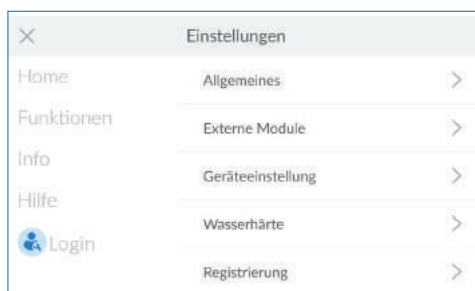 Einstellungen
Home
Funktionen
Info
Hilfe
Login
Allgemeines
Externe Module
Geräteeinstellung
Wasserhärte
Registrierung